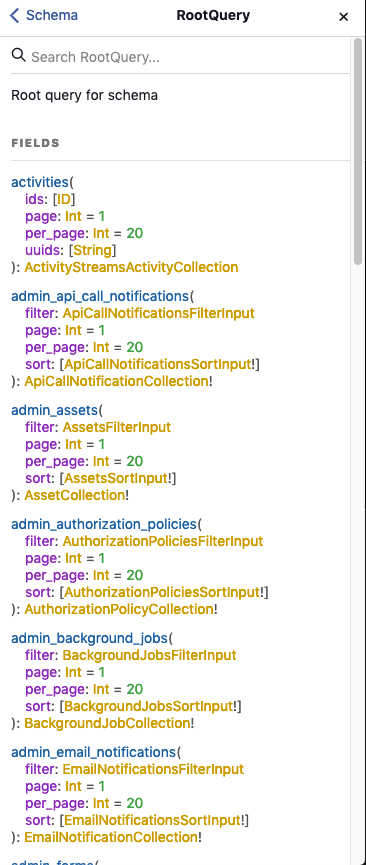 Schema
RootQuery
Search RootQuery...
Root query for schema
FIELDS
activities(
ids: [ID]
page: Int = 1
per_page: Int = 20
uuids: [String]
): ActivityStreamsActivityCollection
admin_api_call_notifications(
filter: ApiCallNotificationsFilterInput
page: Int = 1
per_page: Int = 20
sort: [ApiCallNotificationsSortInput!]
): ApiCallNotificationCollection!
admin_assets(
filter: AssetsFilterInput
page: Int = 1
per_page: Int = 20
sort: [AssetsSortInput!]
): AssetCollection!
admin_authorization_policies(
filter: AuthorizationPoliciesFilterInput
page: Int = 1
per_page: Int = 20
sort: [AuthorizationPoliciesSortInput!]
): AuthorizationPolicyCollection!
admin_background_jobs(
filter: BackgroundJobsFilterInput
page: Int = 1
per_page: Int = 20
sort: [BackgroundJobsSortInput!]
): BackgroundJobCollection!
admin_email_notifications(
filter: EmailNotificationsFilterInput
page: Int = 1
per_page: Int = 20
sort: [EmailNotificationsSortInput!]
): EmailNotificationCollection!
admin_forms(